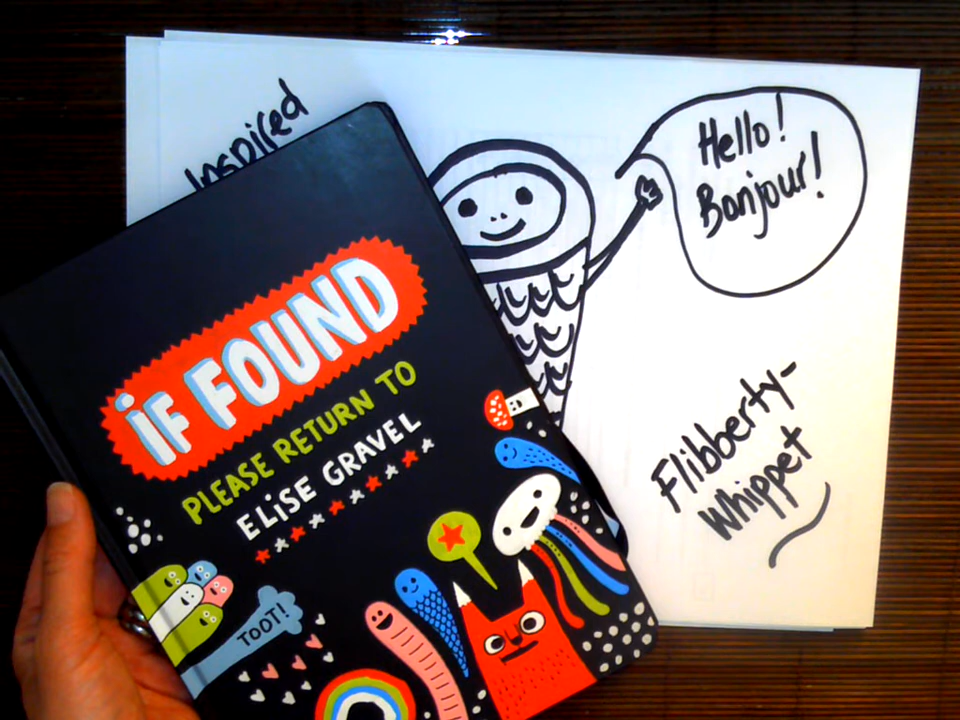 Inspired
Hello!
Bonjour!
iF FOUND
PLEASE RETURN TO
ELiSE GRAVEL
TOOT!
Flibberty-
Whippet